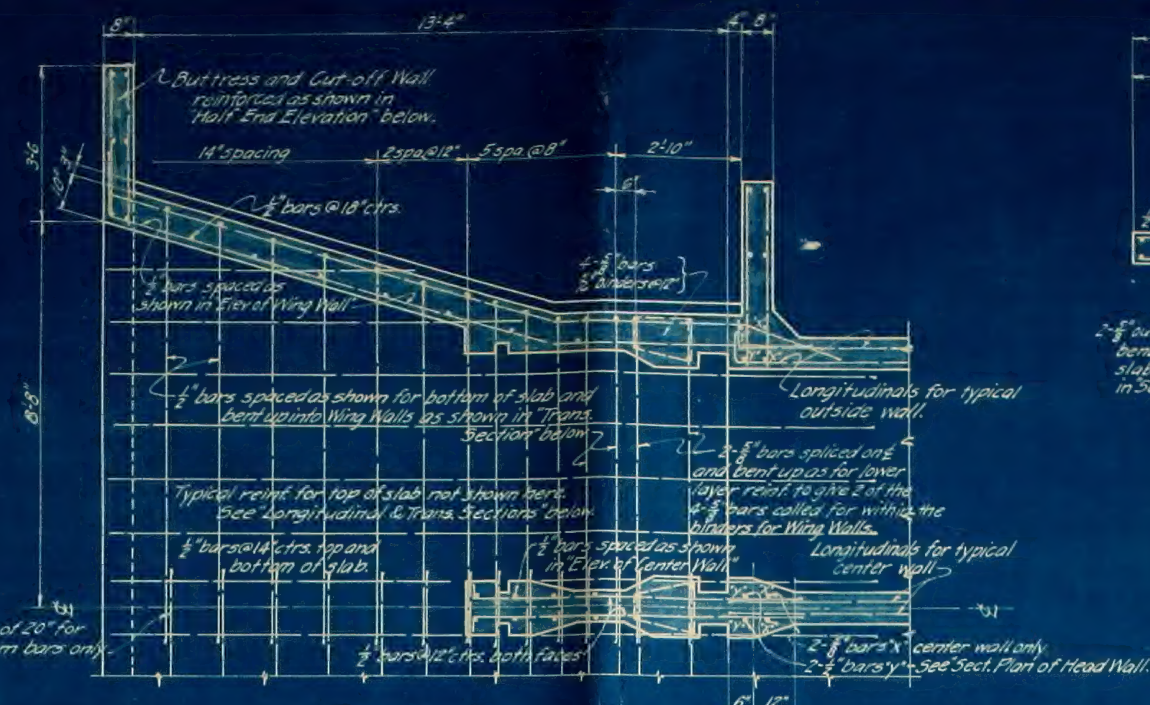 8"
13'-4"
4"
8"
Buttress and Cut-off Wall
reinforced as shown in
"Half End Elevation" below.
3'-6
3"
10"
14" spacing
2 spa.@12"
5 spa.@8"
2'-10"
6"
½" bars @ 18" ctrs.
4-⅝" bars
binders@12"
½" bars spaced as
shown in Elev of Wing Wall"
8'-8"
½" bars spaced as shown for bottom of slab and
bent up into Wing Walls as shown in "Trans.
Section" below
Longitudinals for typical
outside wall.
2-⅝" bars spliced on ℄
and bent up as for lower
layer reinf. to give 2 of the
4-⅝" bars called for within the
binders for Wing Walls.
Typical reinf. for top of slab not shown here.
See "Longitudinal & Trans. Sections" below.
½" bars@14" ctrs. top and
bottom of slab.
½" bars spaced as shown
in "Elev. of Center Wall"
Longitudinals for typical
center wall
℄
℄
of 20" for
m bars only
½" bars@12" ctrs. both faces
2-⅝" bars "x" center wall only.
2-½" bars "y" - See Sect. Plan of Head Wall.
6"
12"
2-⅝"
ben
slab
in S